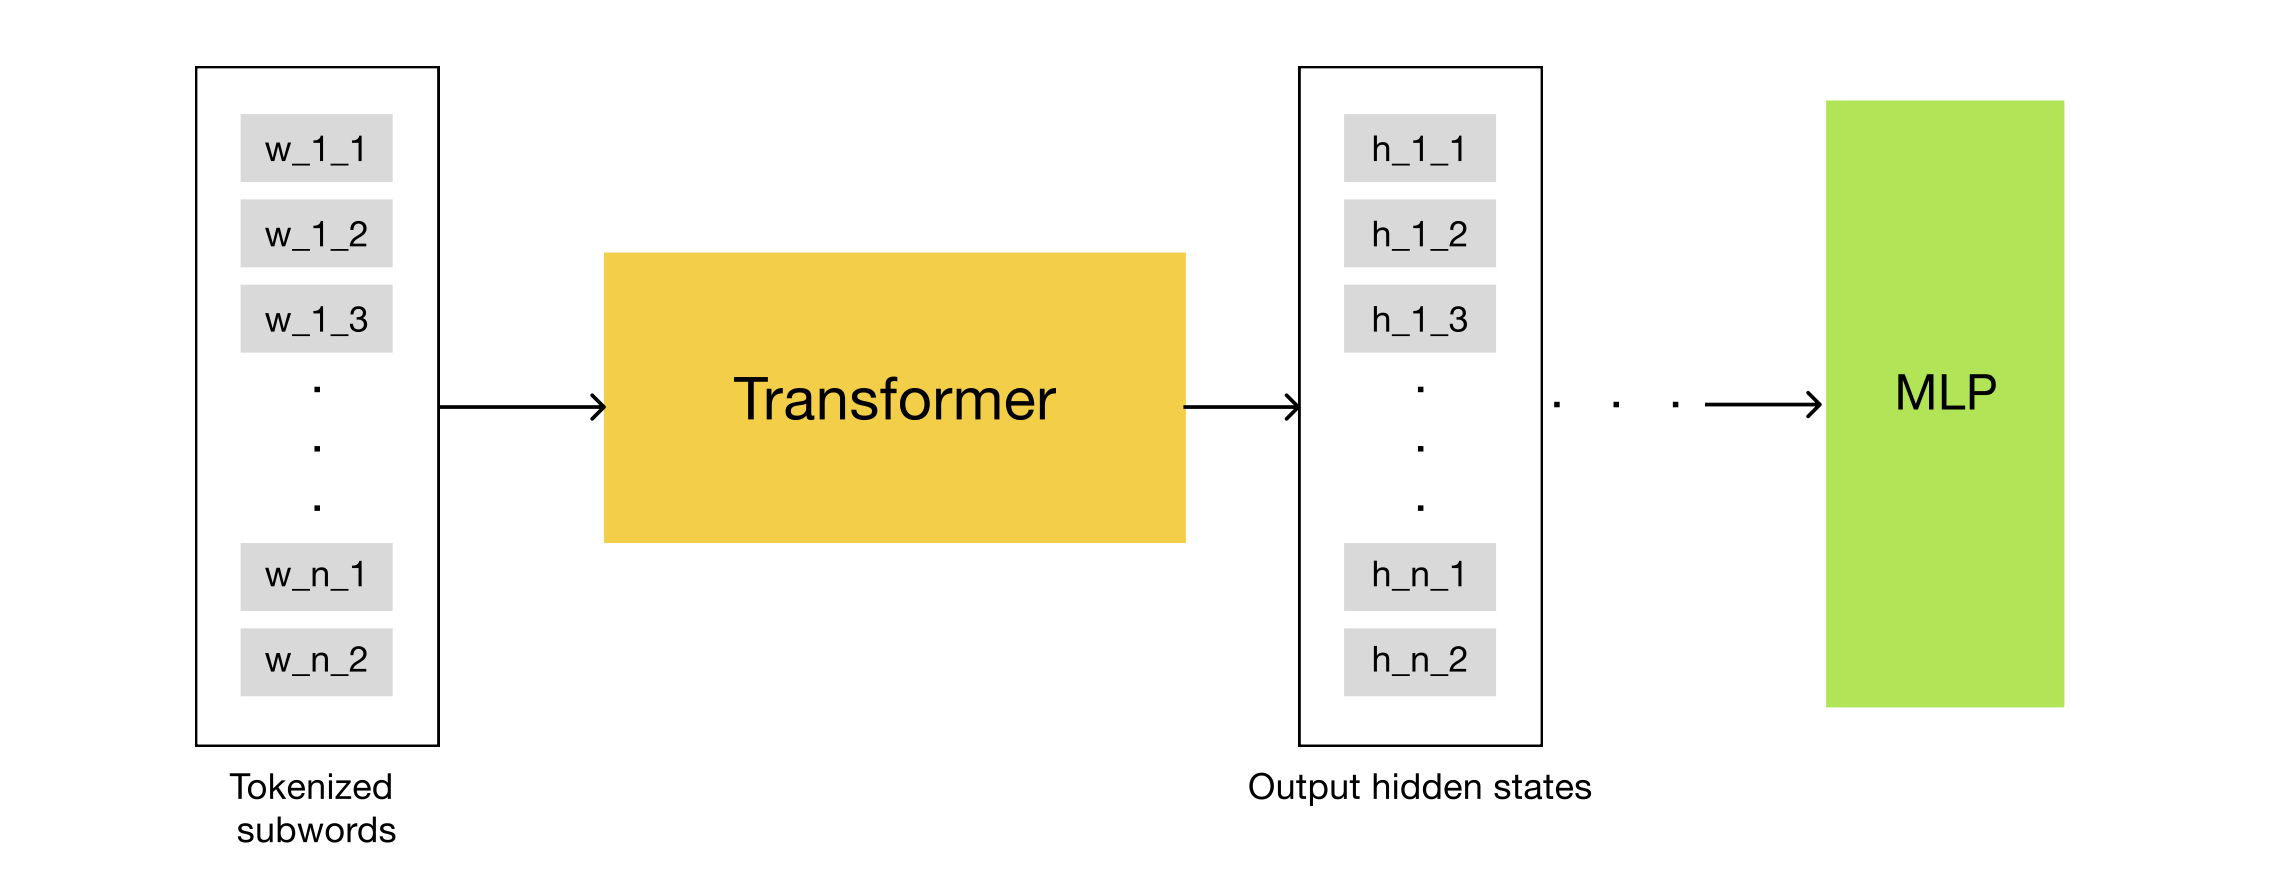 w_1_1
w_1_2
w_1_3
.
.
.
w_n_1
w_n_2
Tokenized
subwords
Transformer
h_1_1
h_1_2
h_1_3
.
.
.
h_n_1
h_n_2
Output hidden states
. . .
MLP